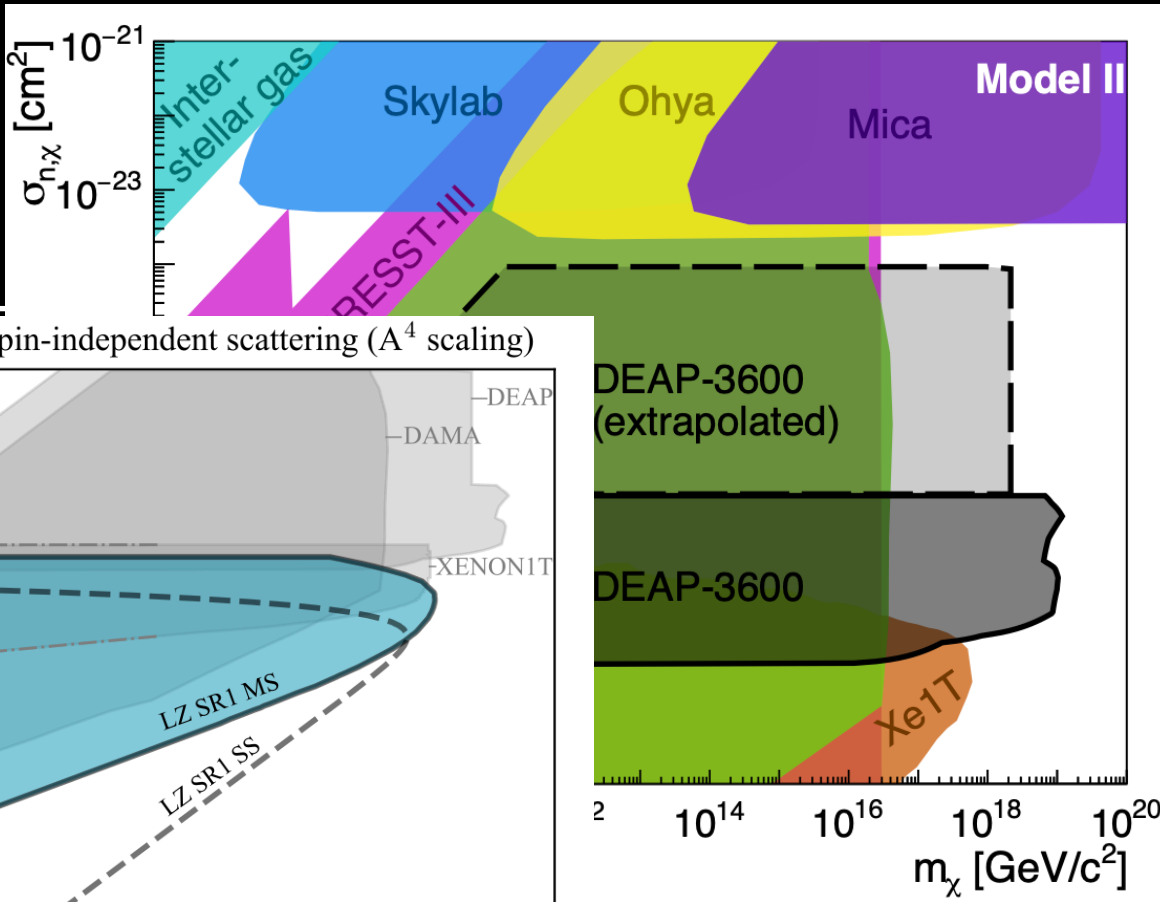 10⁻²¹
σn,χ [cm²]
10⁻²³
Inter-
stellar gas
Skylab
Ohya
Mica
Model II
RESST-III
pin-independent scattering (A⁴ scaling)
DEAP
DAMA
XENON1T
LZ SR1 MS
LZ SR1 SS
DEAP-3600
(extrapolated)
DEAP-3600
Xe1T
2 10¹⁴ 10¹⁶ 10¹⁸ 10²⁰
mχ [GeV/c²]